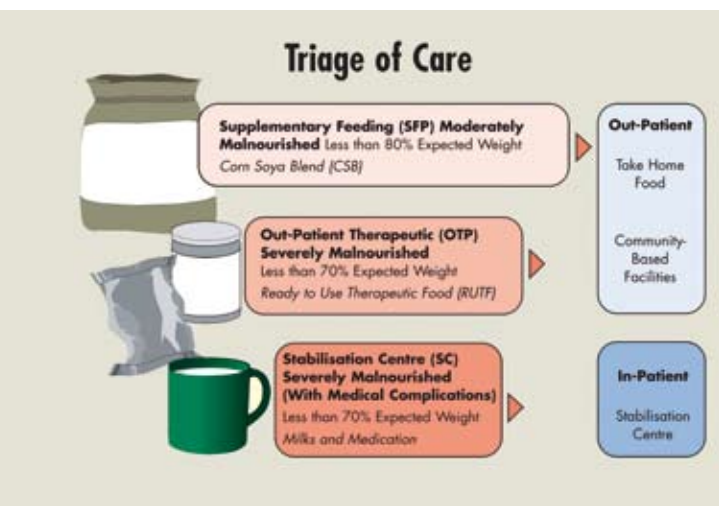 Triage of Care
Supplementary Feeding (SFP) Moderately
Malnourished Less than 80% Expected Weight
Corn Soya Blend (CSB)
Out-Patient Therapeutic (OTP)
Severely Malnourished
Less than 70% Expected Weight
Ready to Use Therapeutic Food (RUTF)
Stabilisation Centre (SC)
Severely Malnourished
(With Medical Complications)
Less than 70% Expected Weight
Milks and Medication
Out-Patient
Take Home
Food
Community-
Based
Facilities
In-Patient
Stabilisation
Centre